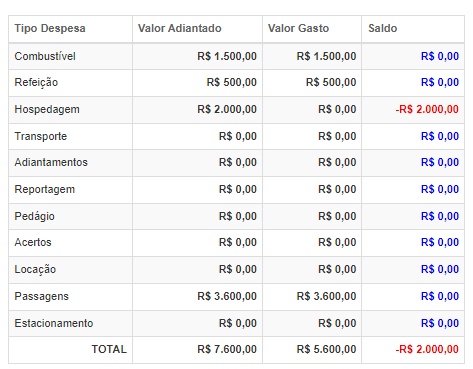 Tipo Despesa Valor Adiantado Valor Gasto Saldo
Combustível R$ 1.500,00 R$ 1.500,00 R$ 0,00
Refeição R$ 500,00 R$ 500,00 R$ 0,00
Hospedagem R$ 2.000,00 R$ 0,00 -R$ 2.000,00
Transporte R$ 0,00 R$ 0,00 R$ 0,00
Adiantamentos R$ 0,00 R$ 0,00 R$ 0,00
Reportagem R$ 0,00 R$ 0,00 R$ 0,00
Pedágio R$ 0,00 R$ 0,00 R$ 0,00
Acertos R$ 0,00 R$ 0,00 R$ 0,00
Locação R$ 0,00 R$ 0,00 R$ 0,00
Passagens R$ 3.600,00 R$ 3.600,00 R$ 0,00
Estacionamento R$ 0,00 R$ 0,00 R$ 0,00
TOTAL R$ 7.600,00 R$ 5.600,00 -R$ 2.000,00